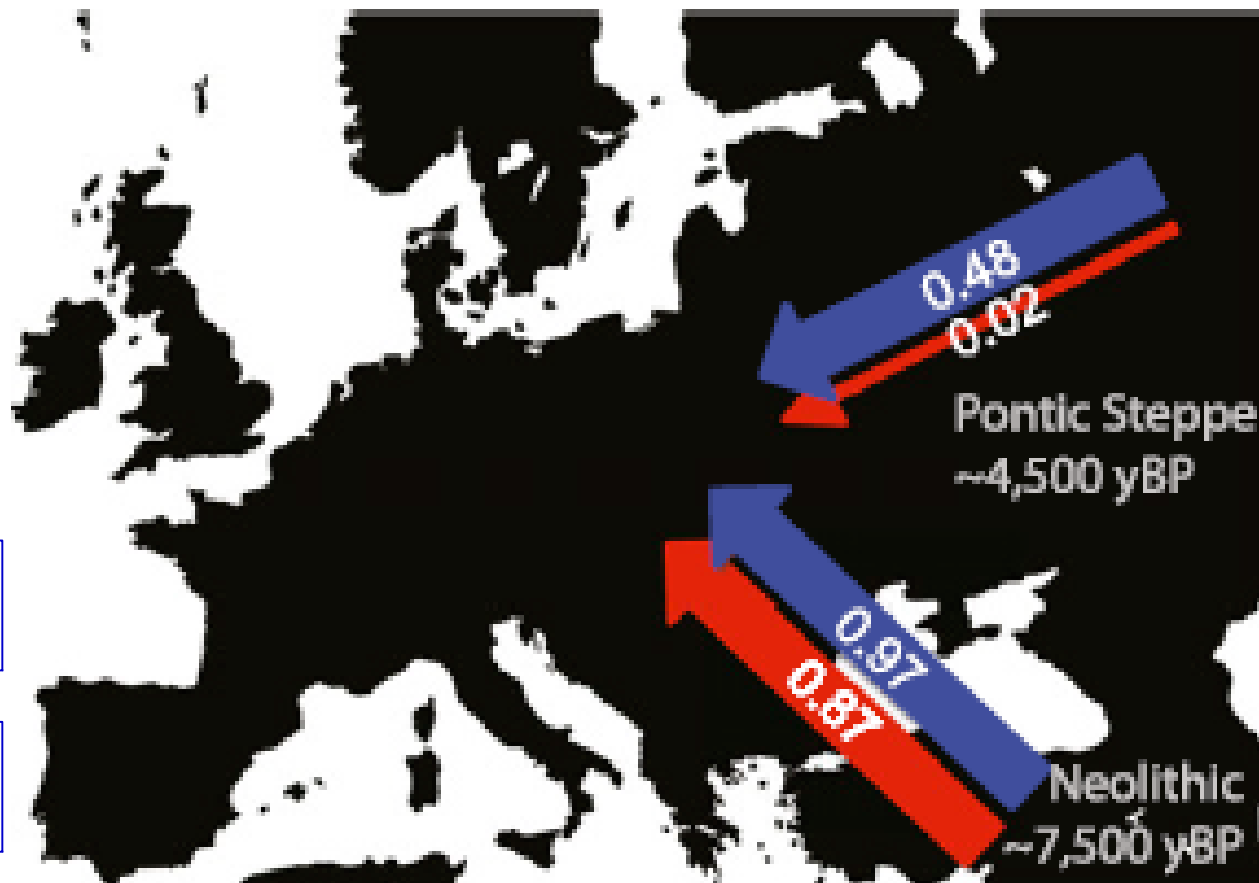 0.48
0.02
Pontic Steppe
~4,500 yBP
0.97
0.87
Neolithic
~7,500 yBP